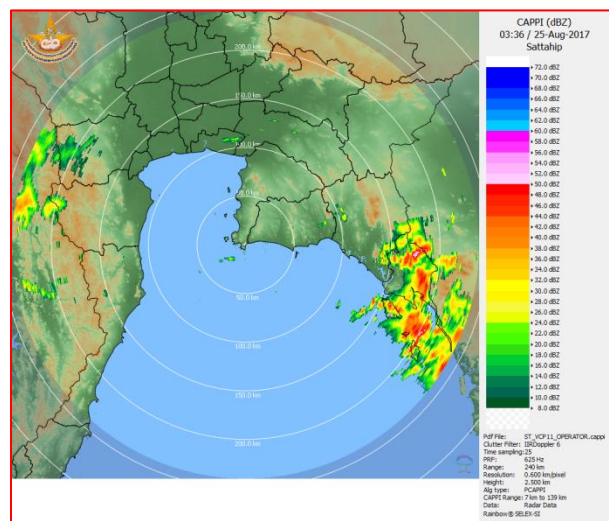 CAPPI (dBZ)
03:36 / 25-Aug-2017
Sattahip
200.0 km
150.0 km
100.0 km
50.0 km
50.0 km
100.0 km
150.0 km
200.0 km
+ 72.0 dBZ
+ 70.0 dBZ
+ 68.0 dBZ
+ 66.0 dBZ
+ 64.0 dBZ
+ 62.0 dBZ
+ 60.0 dBZ
+ 58.0 dBZ
+ 56.0 dBZ
+ 54.0 dBZ
+ 52.0 dBZ
+ 50.0 dBZ
+ 48.0 dBZ
+ 46.0 dBZ
+ 44.0 dBZ
+ 42.0 dBZ
+ 40.0 dBZ
+ 38.0 dBZ
+ 36.0 dBZ
+ 34.0 dBZ
+ 32.0 dBZ
+ 30.0 dBZ
+ 28.0 dBZ
+ 26.0 dBZ
+ 24.0 dBZ
+ 22.0 dBZ
+ 20.0 dBZ
+ 18.0 dBZ
+ 16.0 dBZ
+ 14.0 dBZ
+ 12.0 dBZ
+ 10.0 dBZ
+ 8.0 dBZ
Pdf File: ST_VCP11_OPERATOR.cappi
Clutter Filter: IIRDoppler 6
Time sampling: 25
PRF: 625 Hz
Range: 240 km
Resolution: 0.600 km/pixel
Height: 2.500 km
Alg type: PCAPPI
CAPPI Range: 7 km to 139 km
Data: Radar Data
Rainbow® SELEX-SI